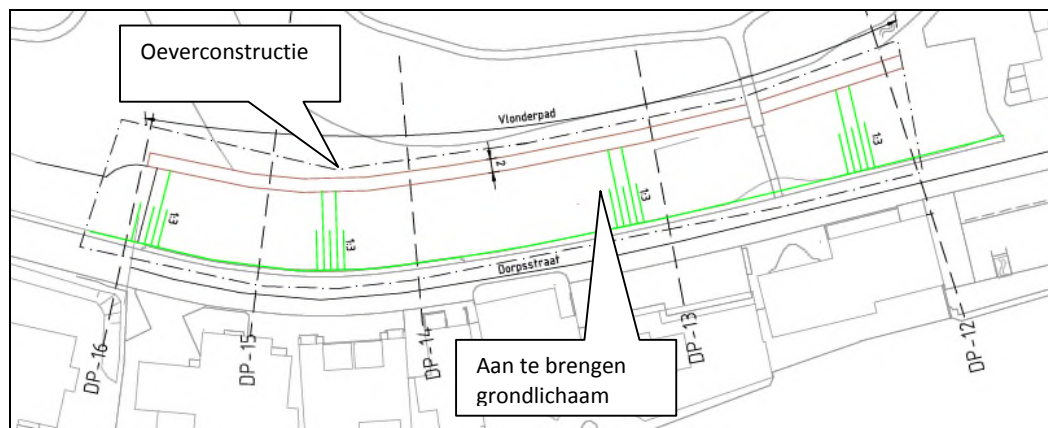 Oeverconstructie
Vlonderpad
2
1:3
1:3
1:3
1:3
Dorpsstraat
Aan te brengen
grondlichaam
DP-16
DP-15
DP-14
DP-13
DP-12